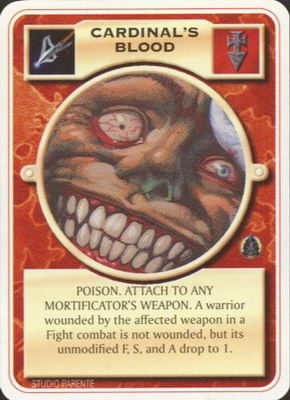 CARDINAL'S
BLOOD
POISON. ATTACH TO ANY
MORTIFICATOR'S WEAPON. A warrior
wounded by the affected weapon in a
Fight combat is not wounded, but its
unmodified F, S, and A drop to 1.
STUDIO PARENTE